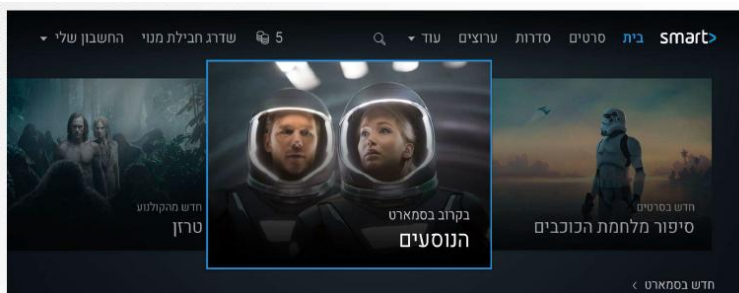 smart> בית סרטים סדרות ערוצים עוד 5 שדרג חבילת מנוי החשבון שלי
חדש בסרטים
סיפור מלחמת הכוכבים
בקרוב בסמארט
הנוסעים
חדש מהקולנוע
טרזן
חדש בסמארט >